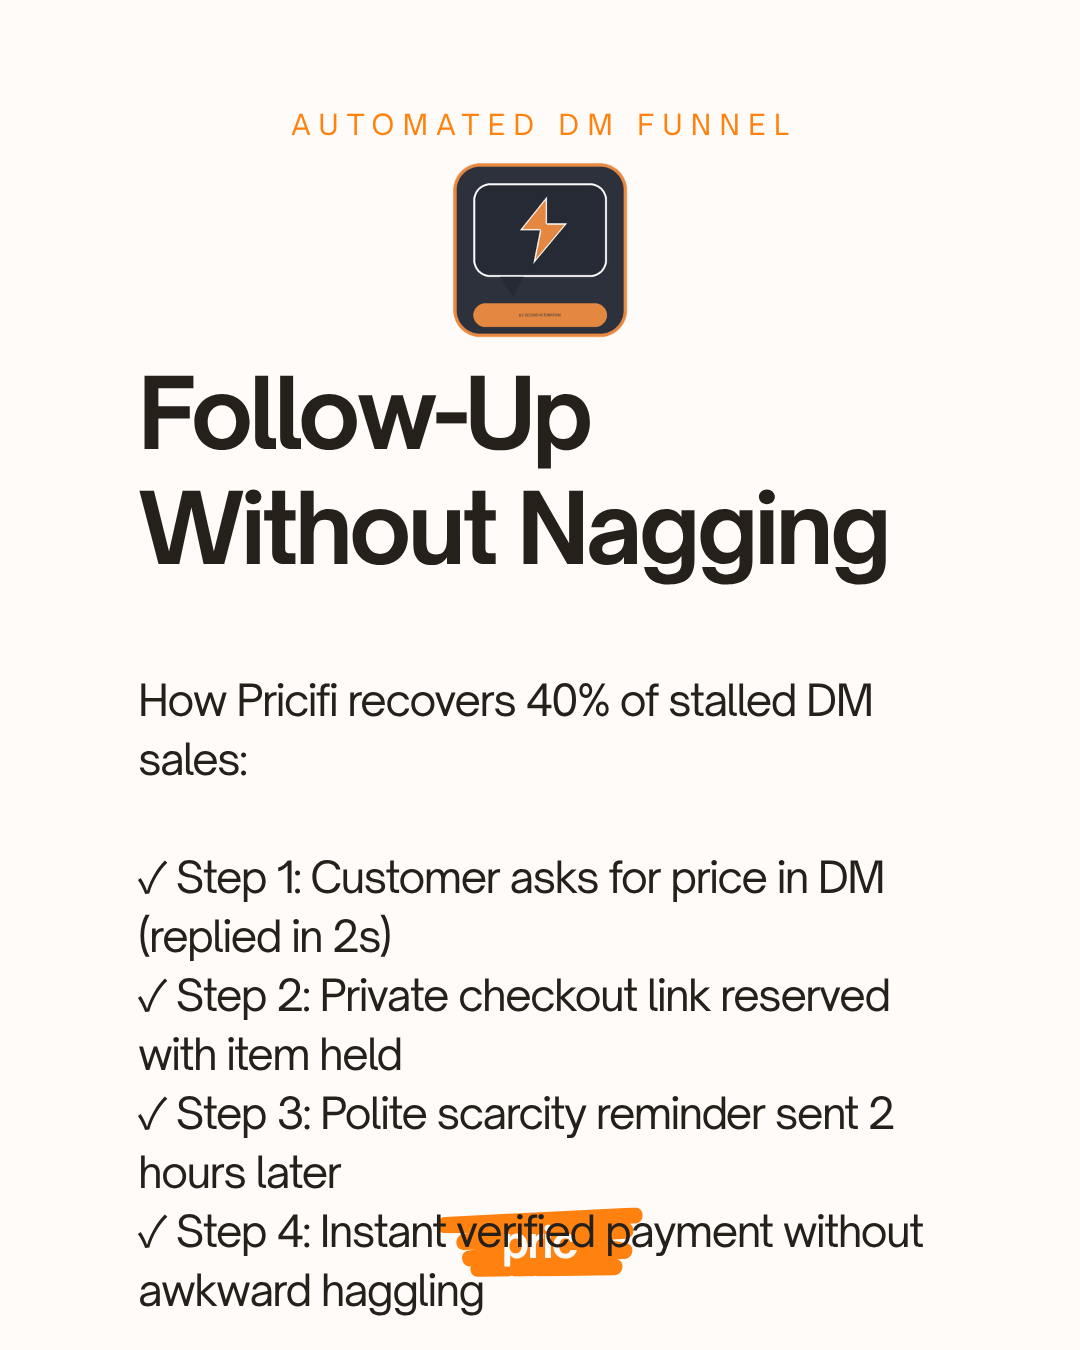 AUTOMATED DM FUNNEL
Follow-Up
Without Nagging
How Pricifi recovers 40% of stalled DM
sales:
✓ Step 1: Customer asks for price in DM
(replied in 2s)
✓ Step 2: Private checkout link reserved
with item held
✓ Step 3: Polite scarcity reminder sent 2
hours later
✓ Step 4: Instant verified payment without
pric
awkward haggling